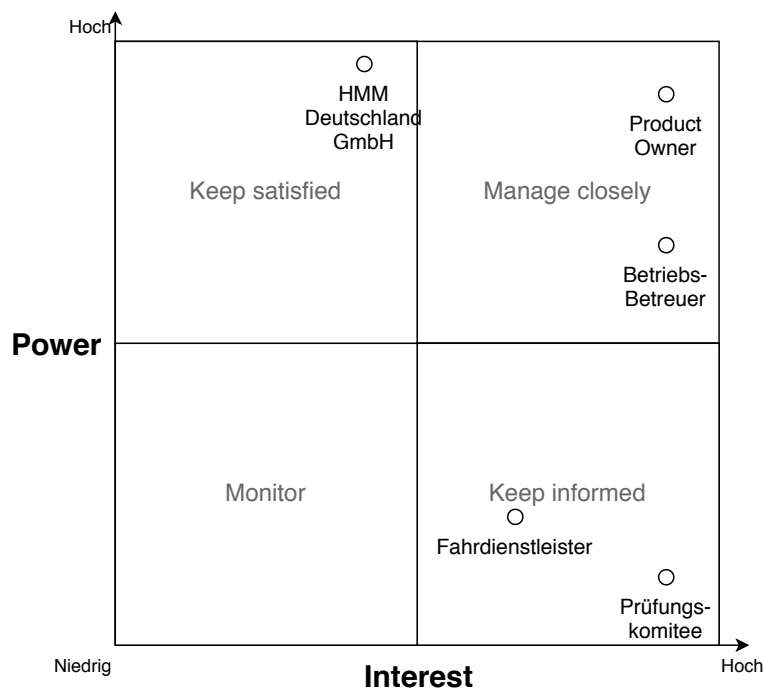 Hoch
HMM
Deutschland
GmbH
Product
Owner
Keep satisfied
Manage closely
Betriebs-
Betreuer
Power
Monitor
Keep informed
Fahrdienstleister
Prüfungs-
komitee
Niedrig
Interest
Hoch